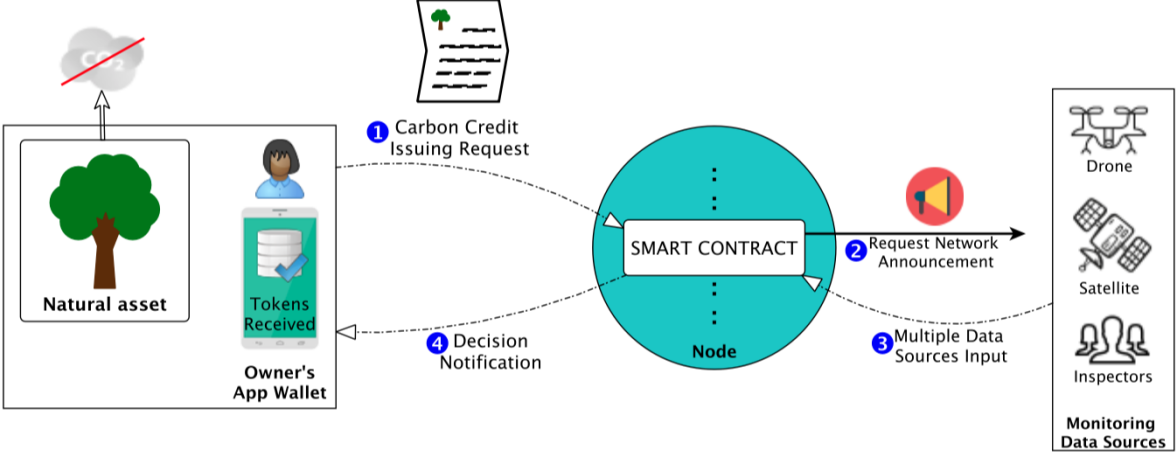 CO₂
Natural asset
Tokens
Received
Owner's
App Wallet
1 Carbon Credit
Issuing Request
SMART CONTRACT
Node
2 Request Network
Announcement
3 Multiple Data
Sources Input
4 Decision
Notification
Drone
Satellite
Inspectors
Monitoring
Data Sources